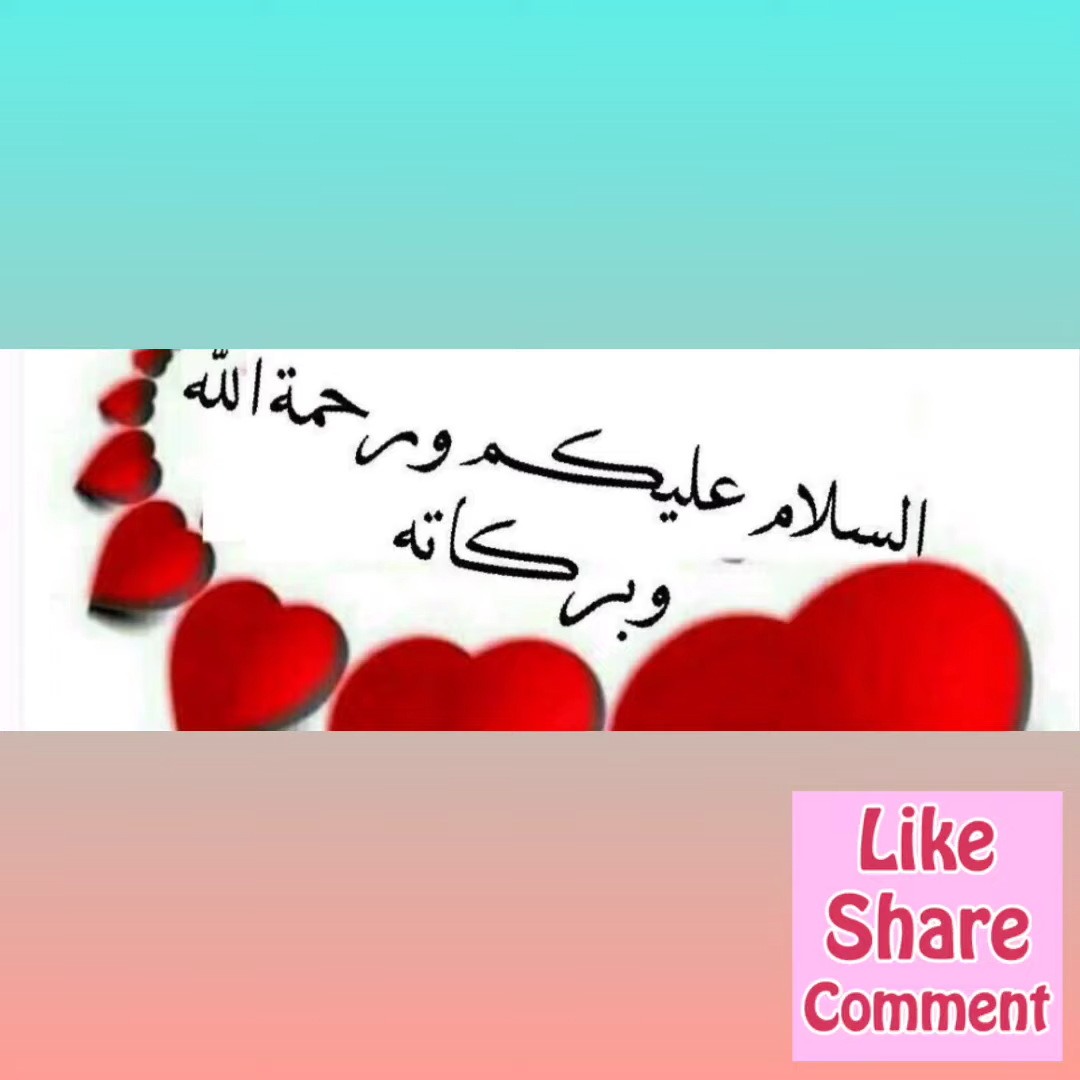 السلام عليكم ورحمة الله
وبركاته
Like
Share
Comment